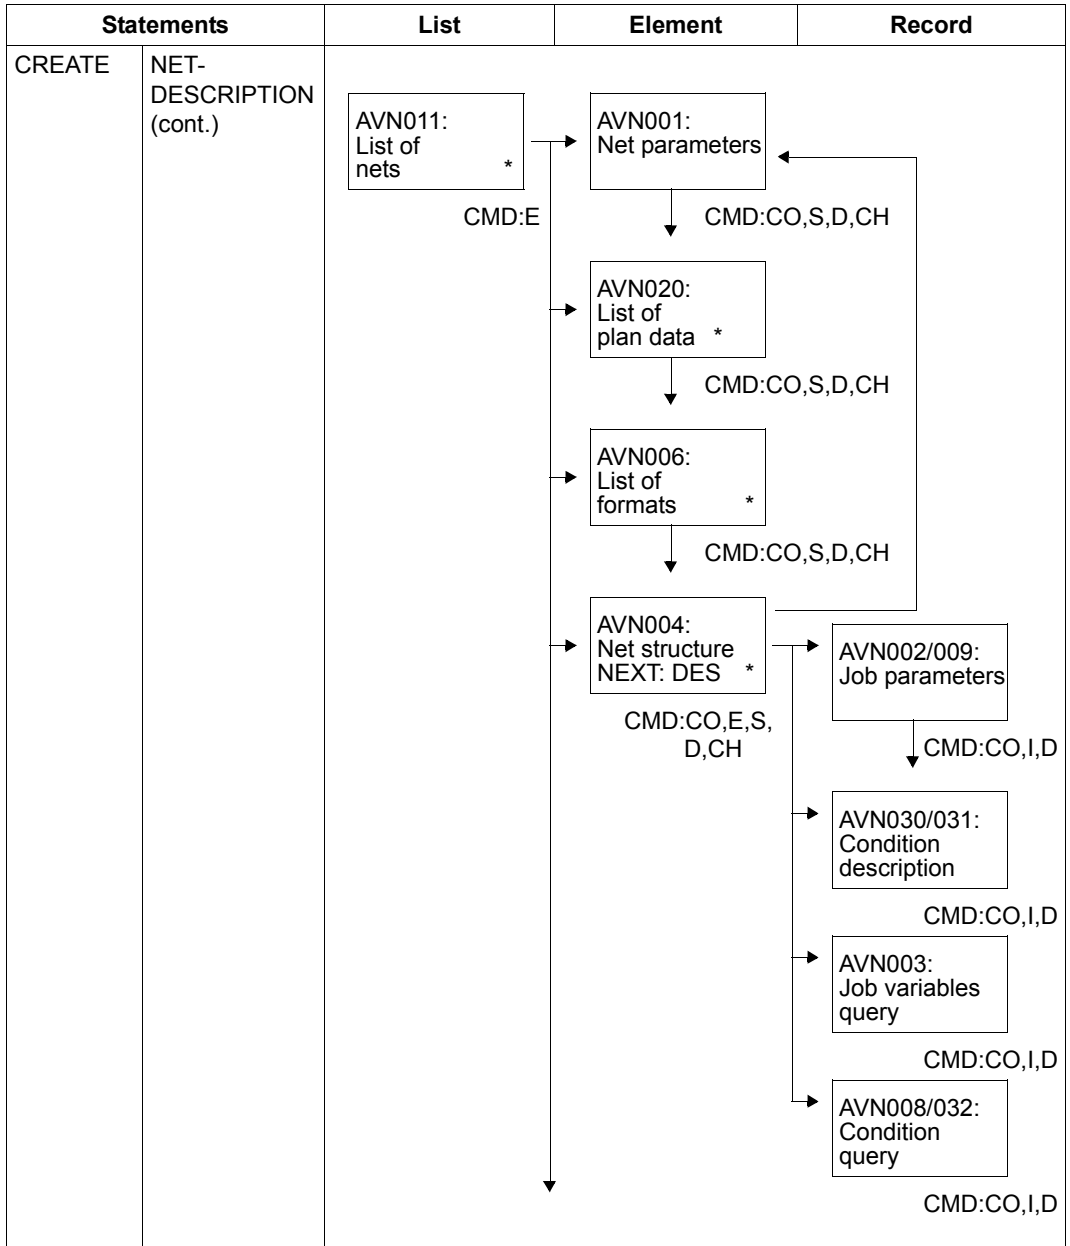 Statements List Element Record
CREATE NET-
DESCRIPTION
(cont.)
AVN011:
List of
nets *
CMD:E
AVN001:
Net parameters
CMD:CO,S,D,CH
AVN020:
List of
plan data *
CMD:CO,S,D,CH
AVN006:
List of
formats *
CMD:CO,S,D,CH
AVN004:
Net structure
NEXT: DES *
CMD:CO,E,S,
D,CH
AVN002/009:
Job parameters
CMD:CO,I,D
AVN030/031:
Condition
description
CMD:CO,I,D
AVN003:
Job variables
query
CMD:CO,I,D
AVN008/032:
Condition
query
CMD:CO,I,D